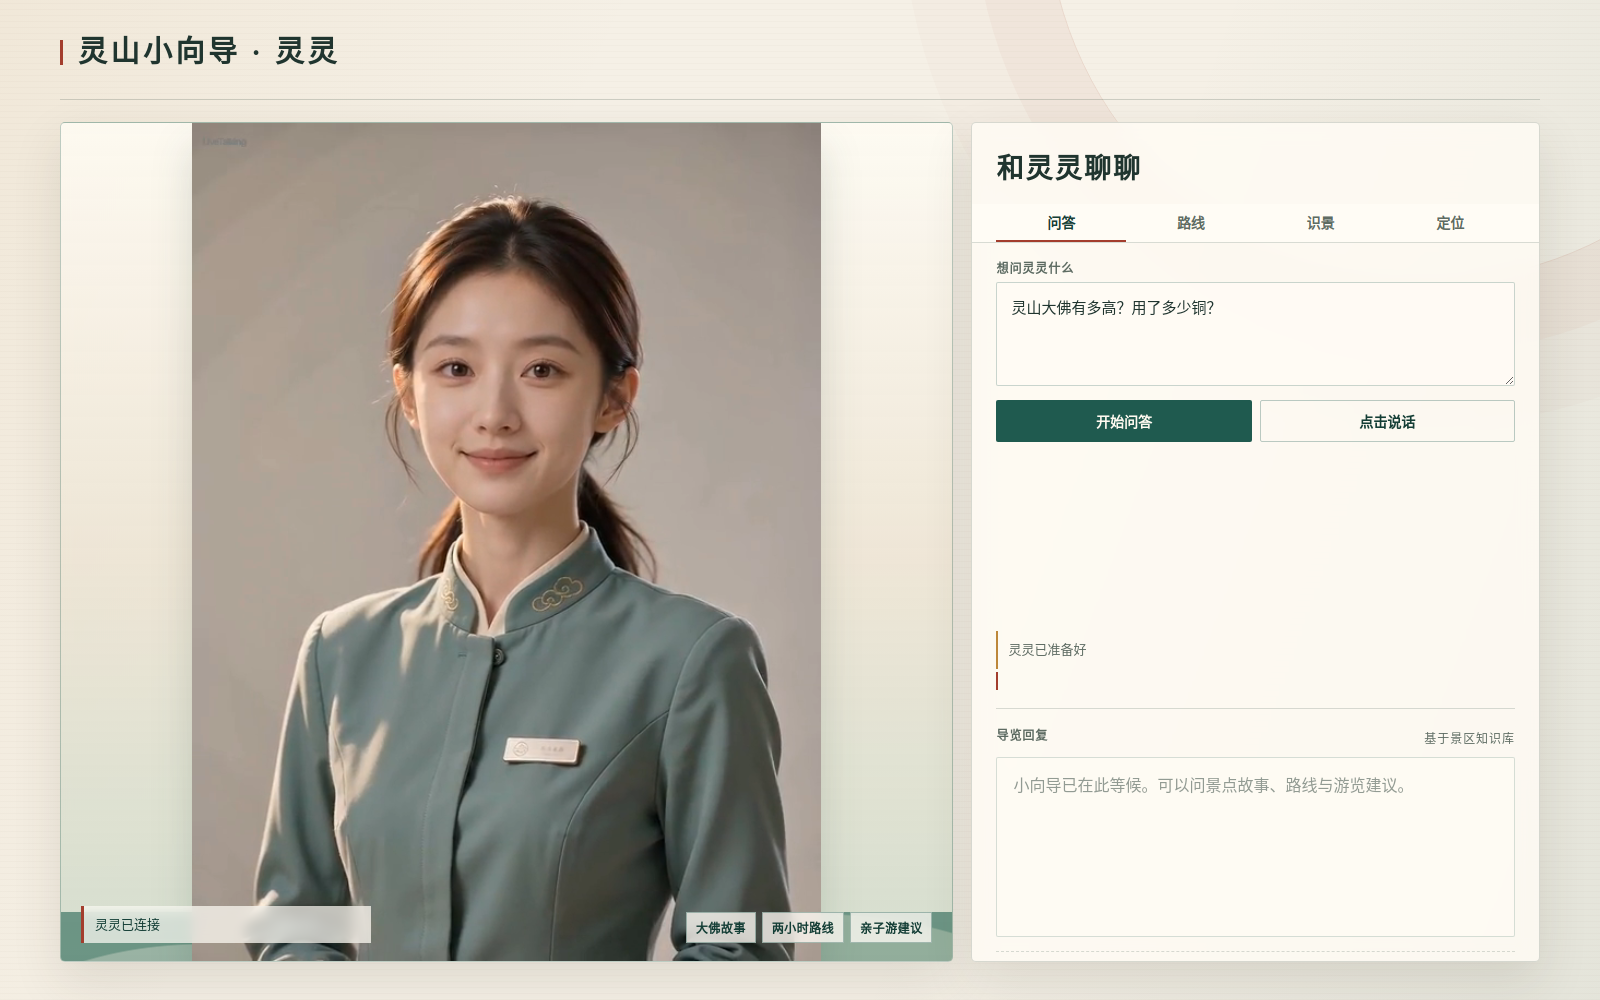 灵山小向导 · 灵灵
和灵灵聊聊
问答
路线
识景
定位
想问灵灵什么
灵山大佛有多高？用了多少铜？
开始问答
点击说话
灵灵已准备好
导览回复
基于景区知识库
小向导已在此等候。可以问景点故事、路线与游览建议。
灵灵已连接
大佛故事
两小时路线
亲子游建议